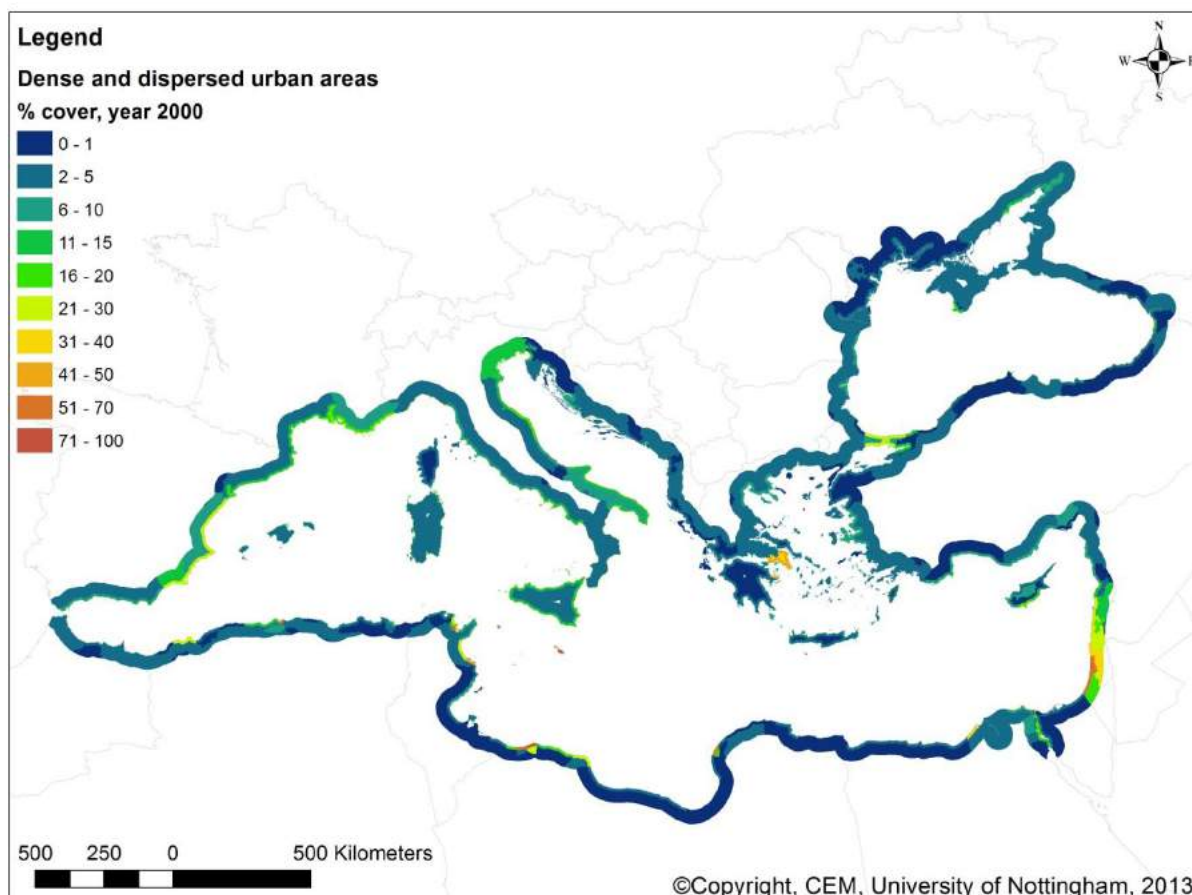 Legend
Dense and dispersed urban areas
% cover, year 2000
0 - 1
2 - 5
6 - 10
11 - 15
16 - 20
21 - 30
31 - 40
41 - 50
51 - 70
71 - 100
N
W E
S
500 250 0 500 Kilometers
©Copyright, CEM, University of Nottingham, 2013